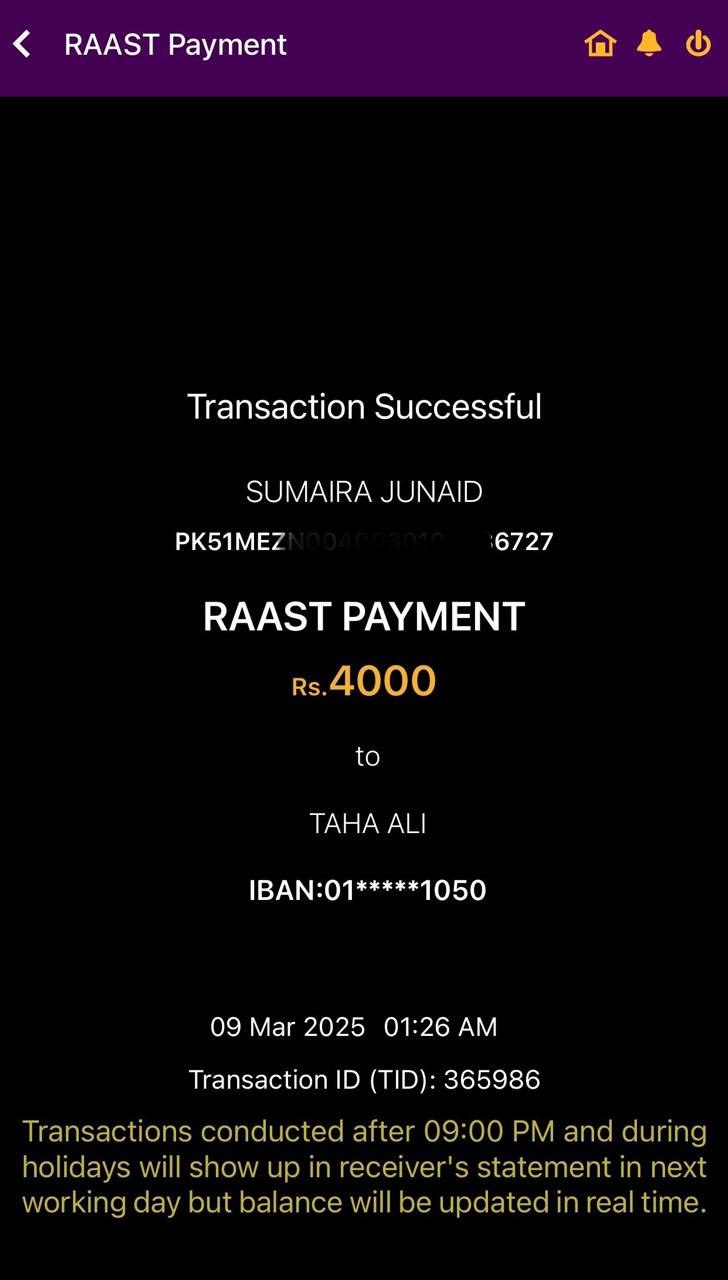 RAAST Payment
Transaction Successful
SUMAIRA JUNAID
PK51MEZ 6727
RAAST PAYMENT
Rs.4000
to
TAHA ALI
IBAN:01*****1050
09 Mar 2025 01:26 AM
Transaction ID (TID): 365986
Transactions conducted after 09:00 PM and during
holidays will show up in receiver's statement in next
working day but balance will be updated in real time.